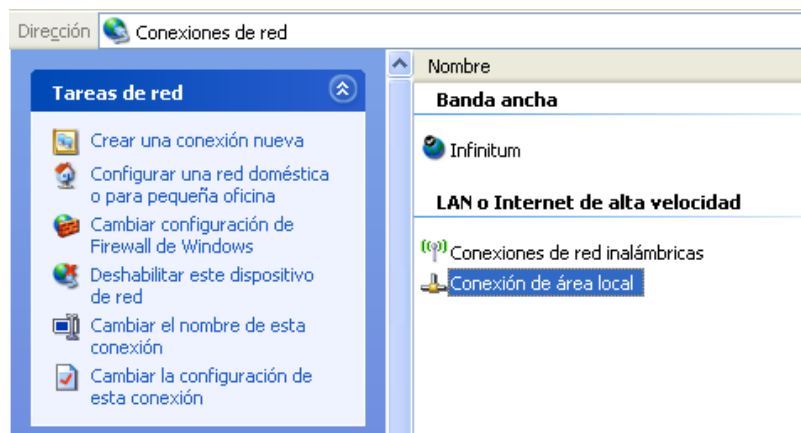 Dirección Conexiones de red
Tareas de red
Crear una conexión nueva
Configurar una red doméstica
o para pequeña oficina
Cambiar configuración de
Firewall de Windows
Deshabilitar este dispositivo
de red
Cambiar el nombre de esta
conexión
Cambiar la configuración de
esta conexión
Nombre
Banda ancha
Infinitum
LAN o Internet de alta velocidad
Conexiones de red inalámbricas
Conexión de área local